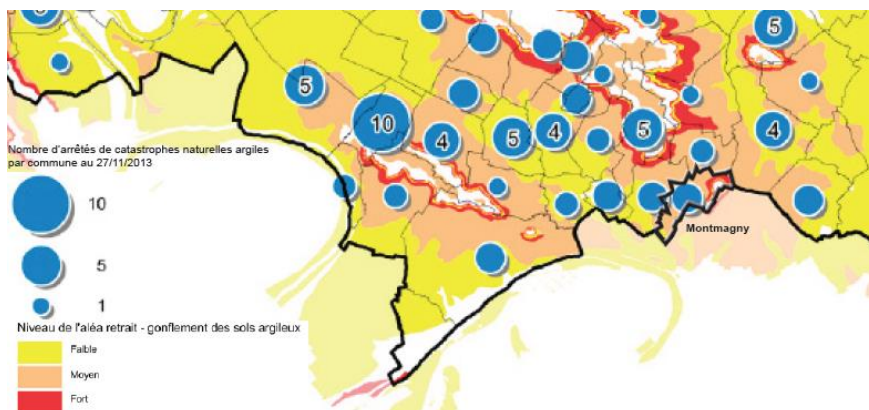 5
5
10
4
5
4
5
4
Nombre d'arrêtés de catastrophes naturelles argiles
par commune au 27/11/2013
10
5
1
Montmagny
Niveau de l'aléa retrait - gonflement des sols argileux
Faible
Moyen
Fort